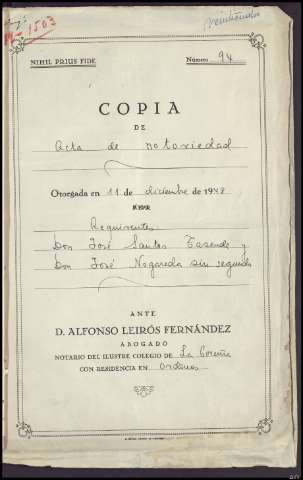 M-1503
NIHIL PRIUS FIDE
Número 94
COPIA
DE
Acta de notoriedad
Otorgada en 11 de diciembre de 1948
Requirentes
Don José Santos Tasende y
Don José Nogareda sin segundo
ANTE
D. ALFONSO LEIRÓS FERNÁNDEZ
ABOGADO
NOTARIO DEL ILUSTRE COLEGIO DE La Coruña
CON RESIDENCIA EN Ordenes